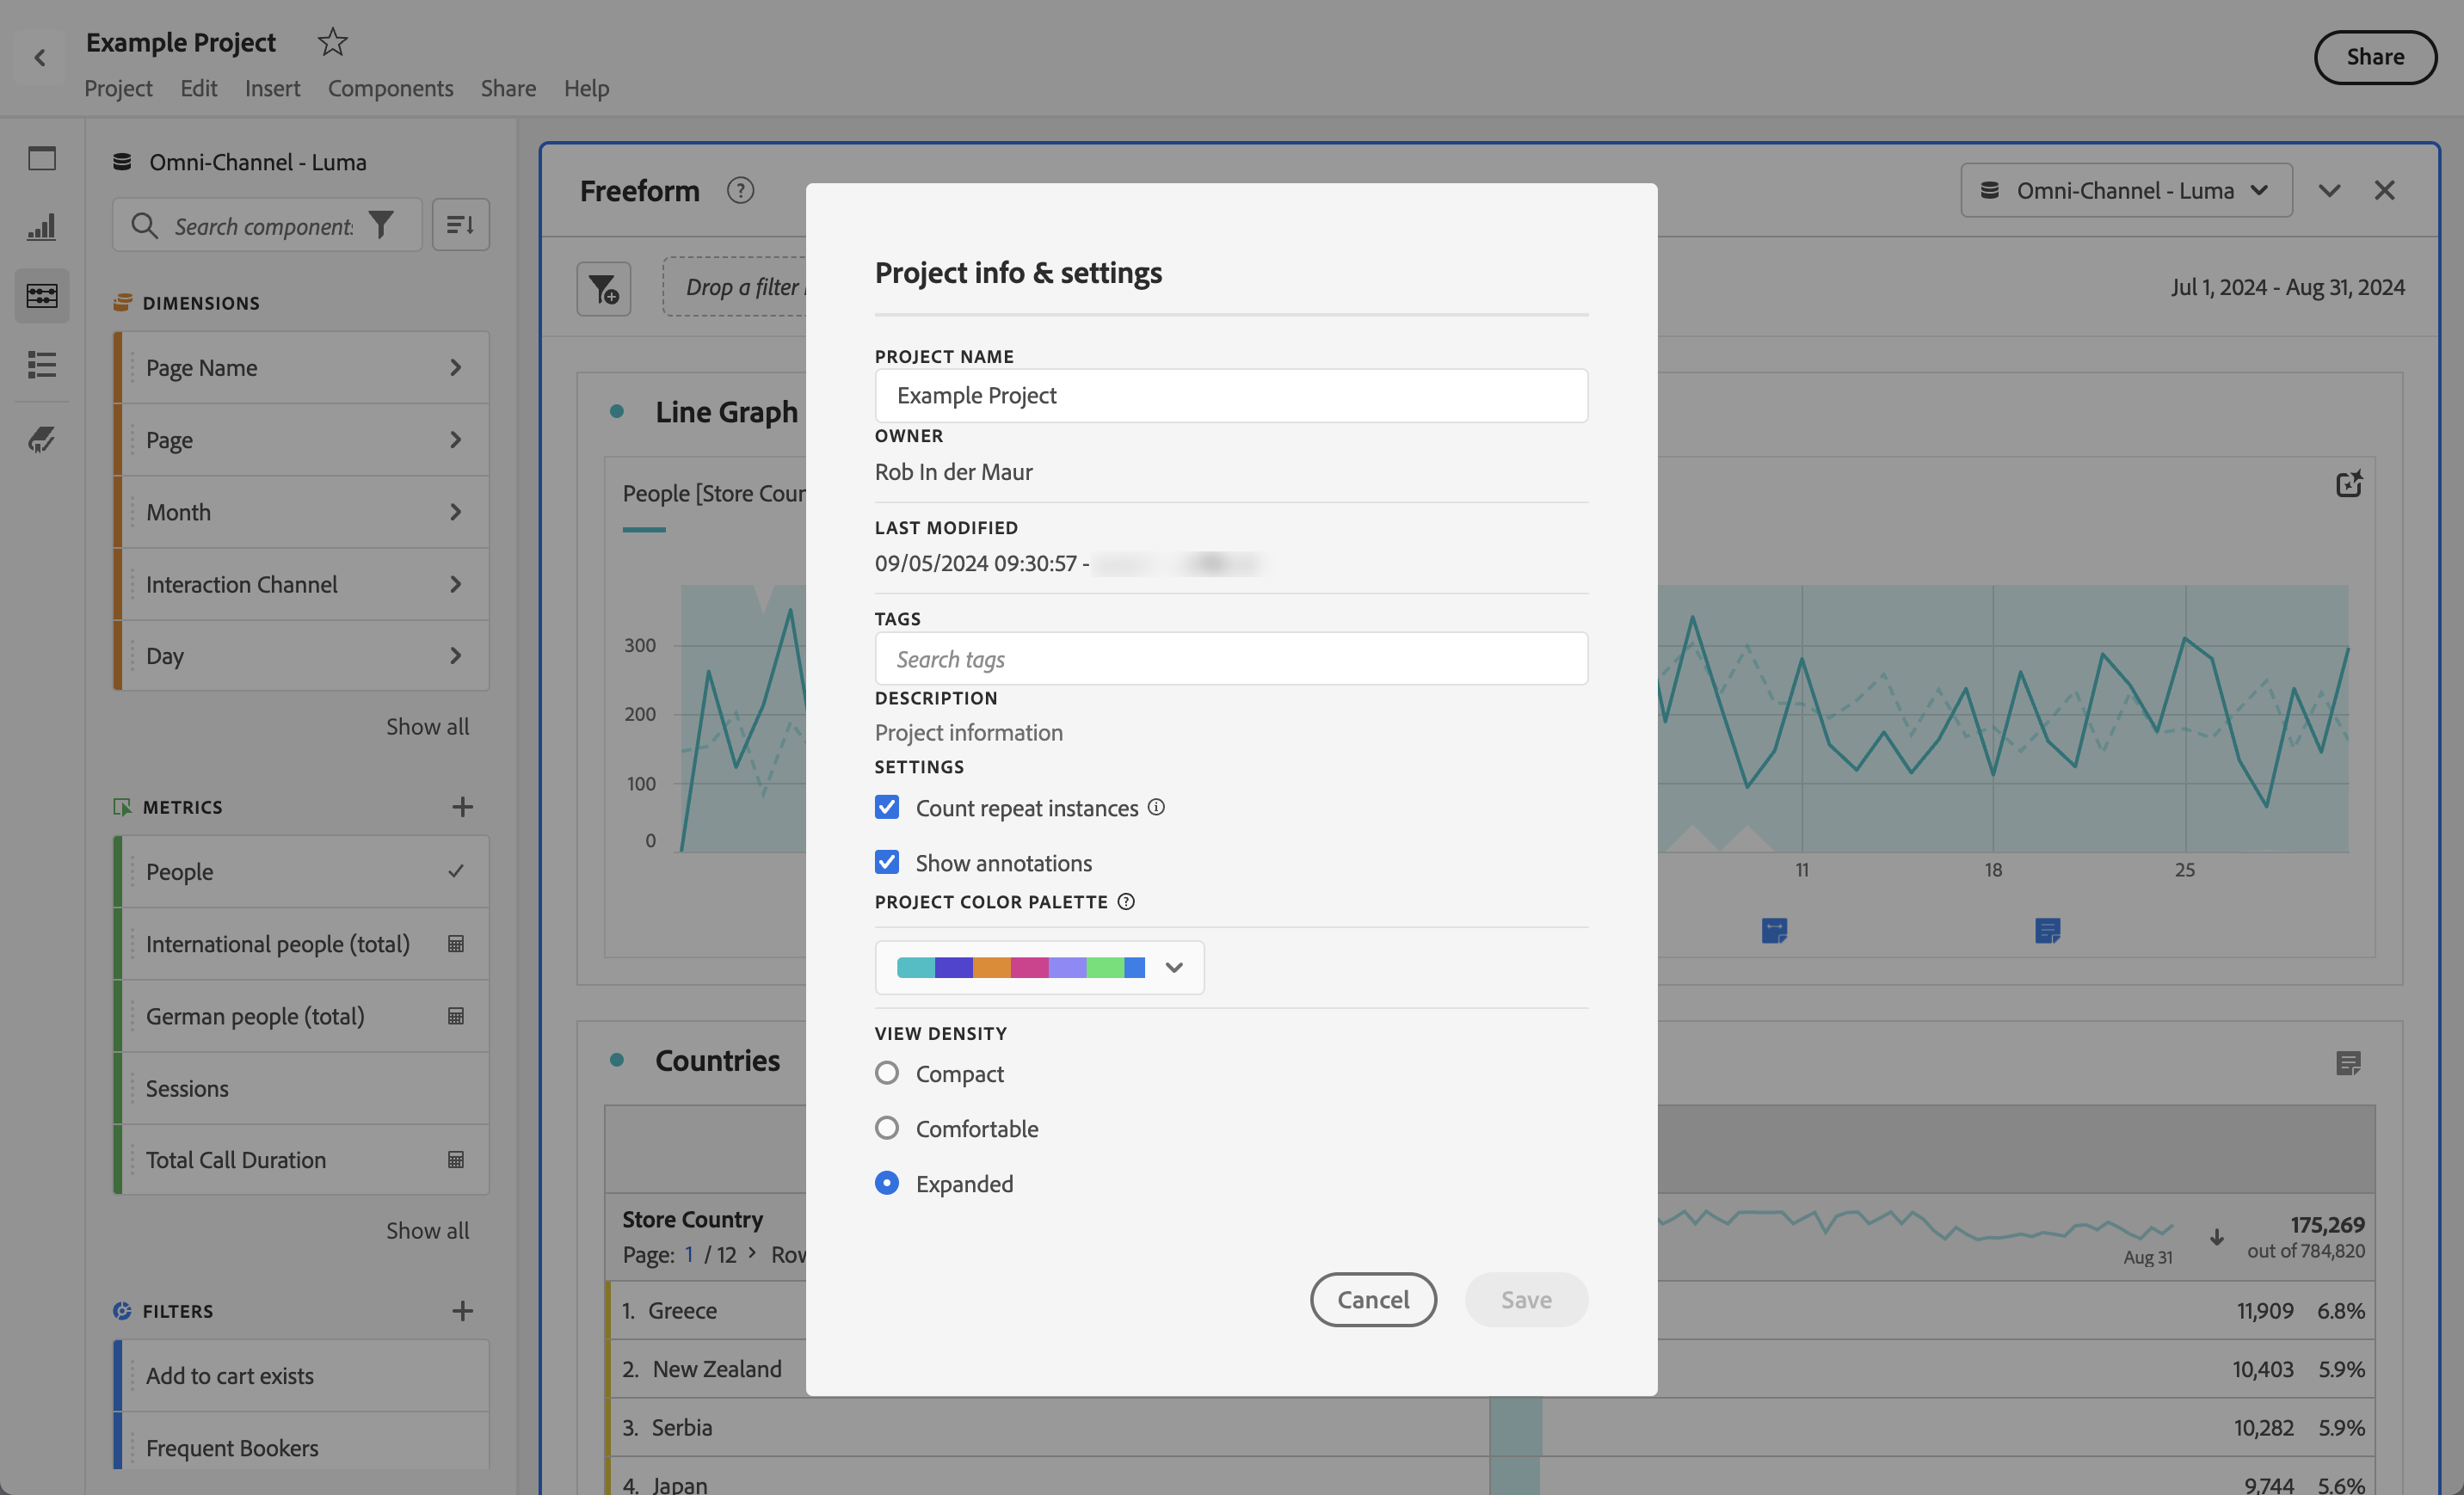 Example Project
Project Edit Insert Components Share Help
Share
Omni-Channel - Luma
Search component
DIMENSIONS
Page Name
Page
Month
Interaction Channel
Day
Show all
METRICS
People
International people (total)
German people (total)
Sessions
Total Call Duration
Show all
FILTERS
Add to cart exists
Frequent Bookers
Freeform
Omni-Channel - Luma
Drop a filter
Jul 1, 2024 - Aug 31, 2024
Line Graph
People [Store Cour
300
200
100
0
11 18 25
Countries
Store Country
Page: 1 / 12 > Row
Aug 31
175,269
out of 784,820
1. Greece 11,909 6.8%
2. New Zealand 10,403 5.9%
3. Serbia 10,282 5.9%
4. Japan 9,744 5.6%
Project info & settings
PROJECT NAME
Example Project
OWNER
Rob In der Maur
LAST MODIFIED
09/05/2024 09:30:57 -
TAGS
Search tags
DESCRIPTION
Project information
SETTINGS
Count repeat instances
Show annotations
PROJECT COLOR PALETTE
VIEW DENSITY
Compact
Comfortable
Expanded
Cancel Save